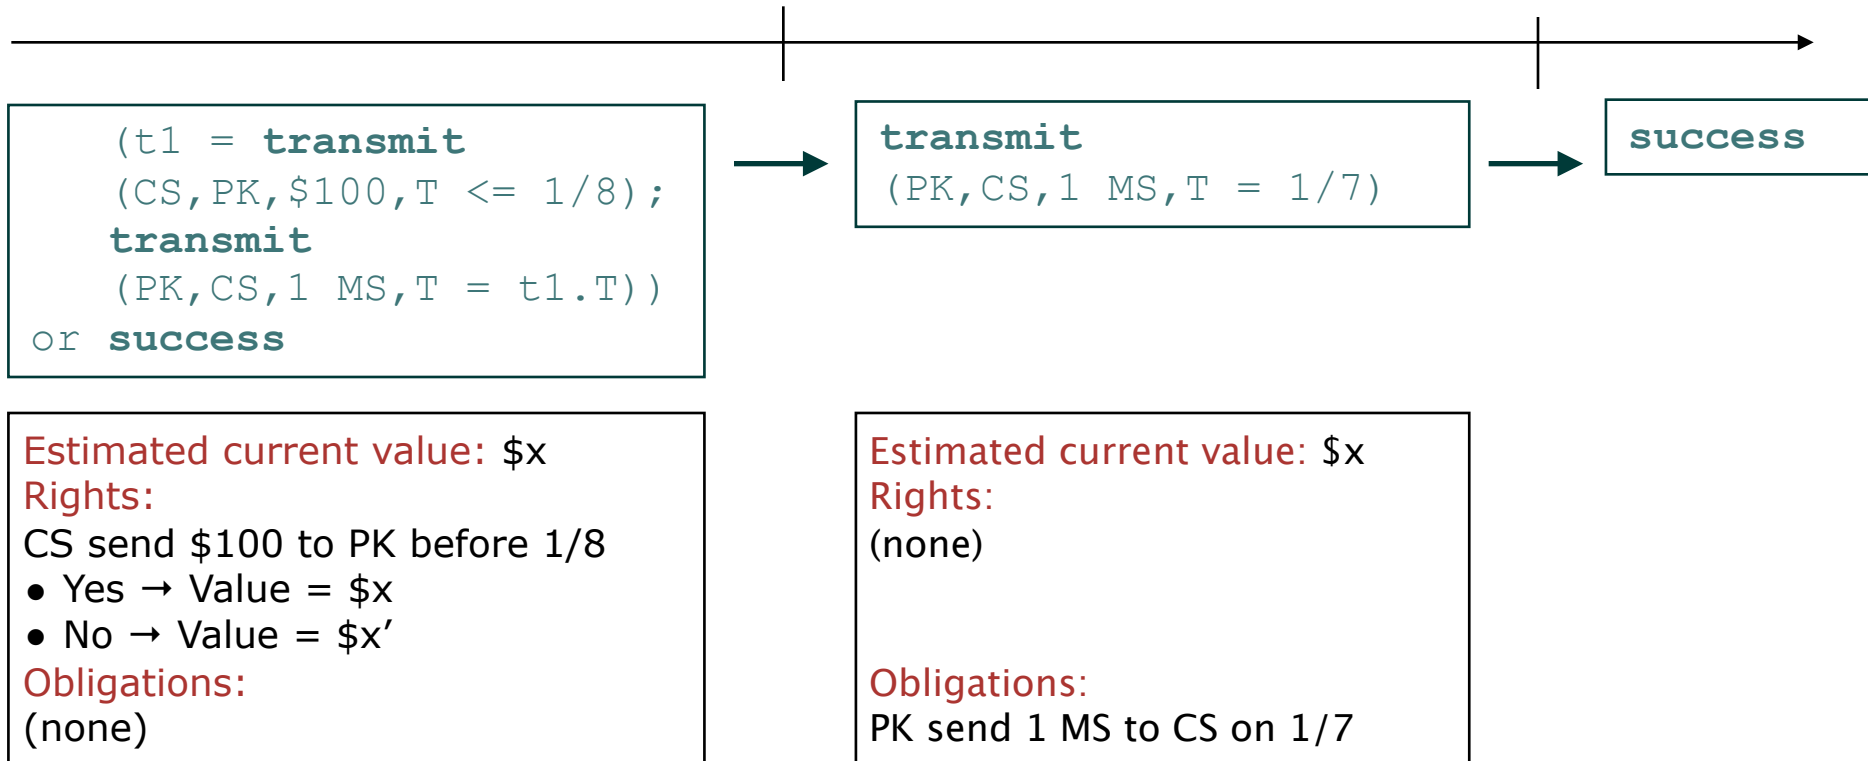 (t1 = transmit
(CS,PK,$100,T <= 1/8);
transmit
(PK,CS,1 MS,T = t1.T))
or success
transmit
(PK,CS,1 MS,T = 1/7)
success
Estimated current value: $x
Rights:
CS send $100 to PK before 1/8
● Yes → Value = $x
● No → Value = $x’
Obligations:
(none)
Estimated current value: $x
Rights:
(none)
Obligations:
PK send 1 MS to CS on 1/7